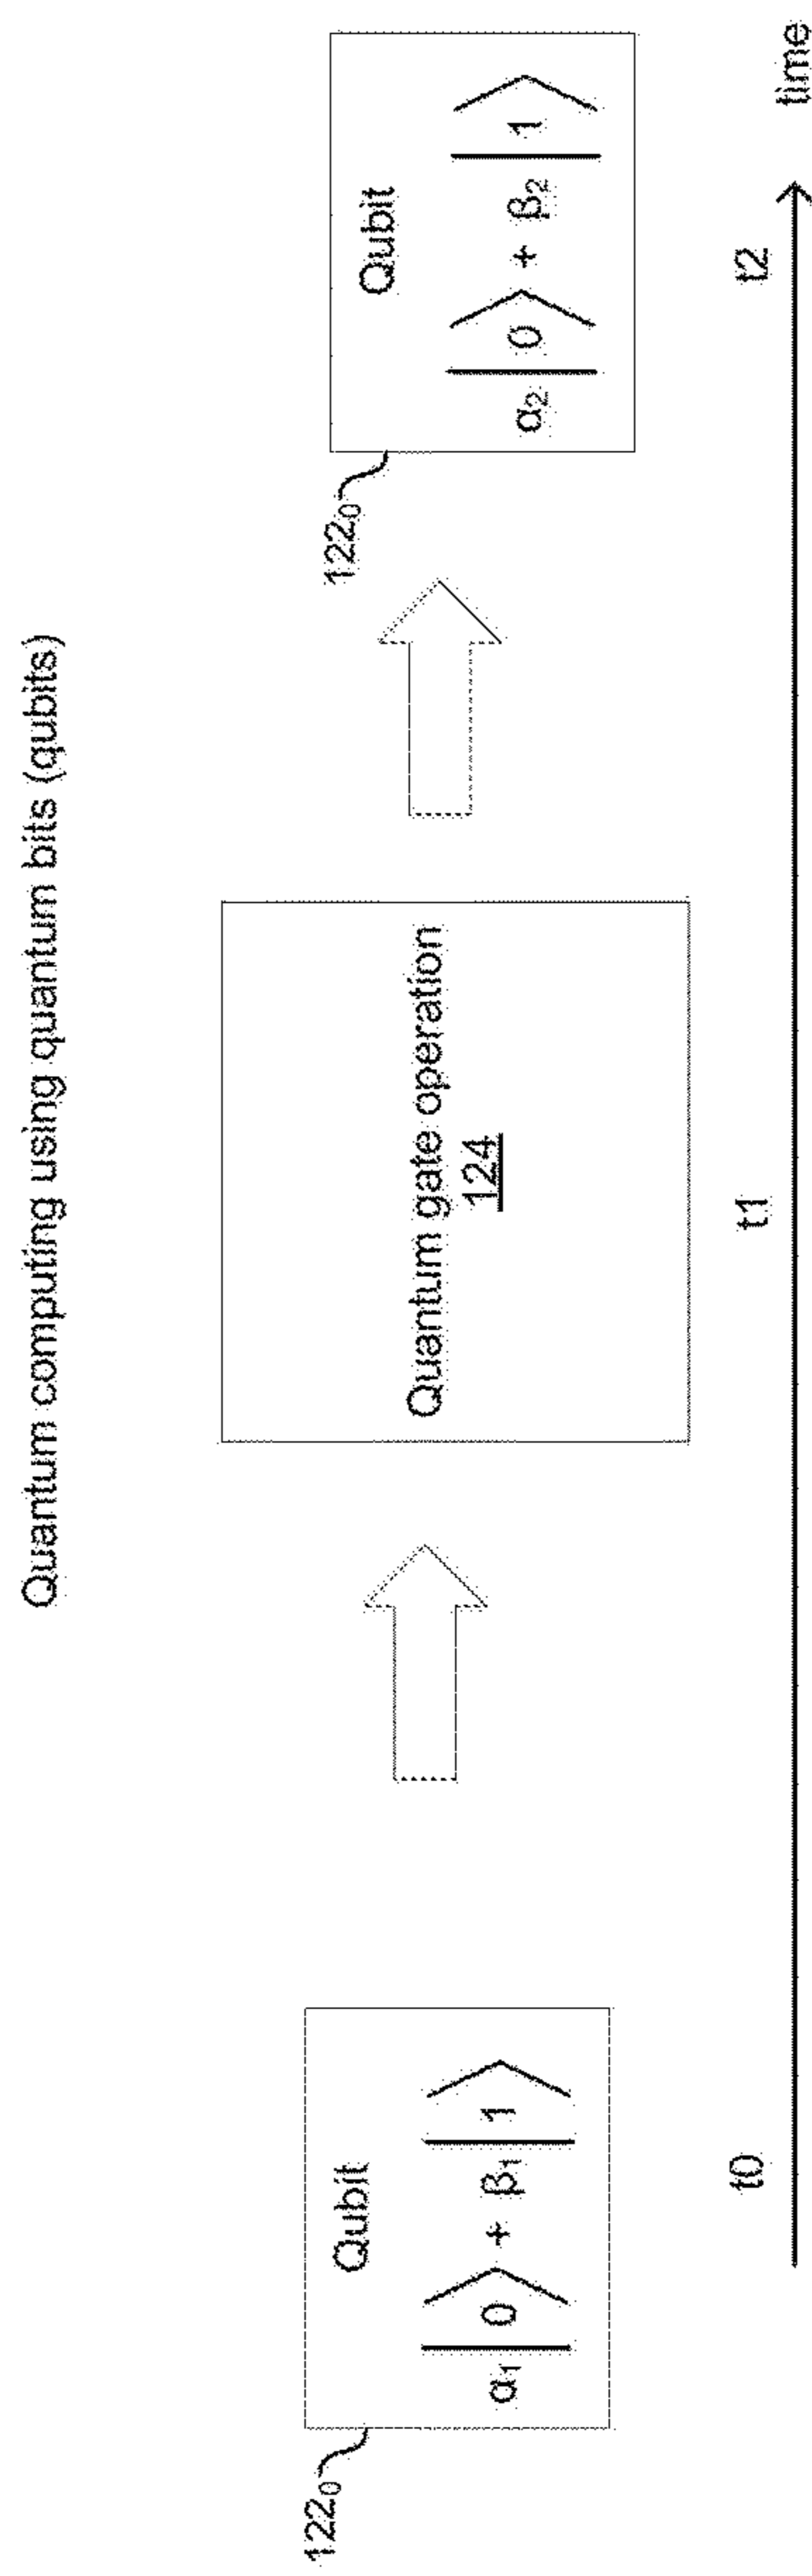 Quantum computing using quantum bits (qubits)
122₀
Qubit
α₁|0⟩ + β₁|1⟩
Quantum gate operation
124
122₀
Qubit
α₂|0⟩ + β₂|1⟩
t0
t1
t2
time